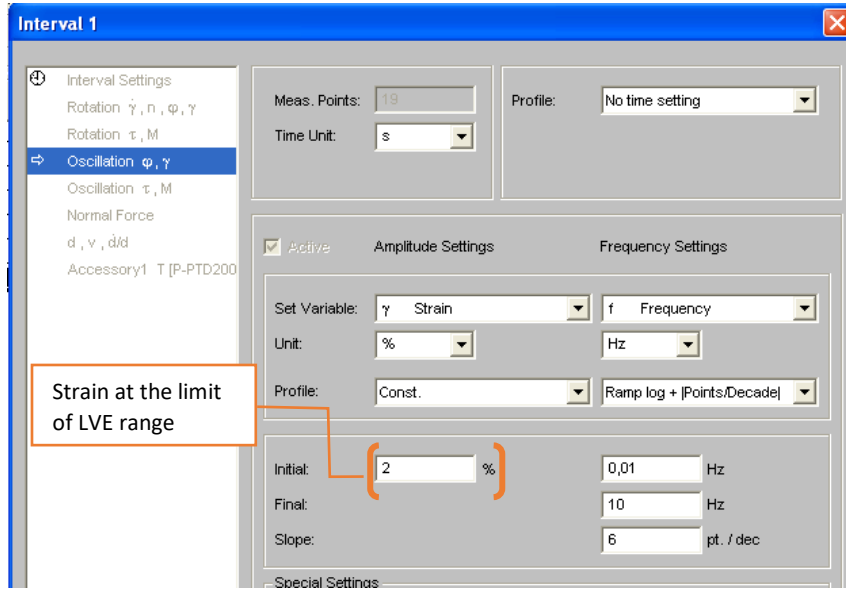 Interval 1
Interval Settings
Rotation γ̇ , n , φ , γ
Rotation τ , M
Oscillation φ, γ
Oscillation τ , M
Normal Force
d , v , ḋ/d
Accessory1 T [P-PTD200
Meas. Points: 19
Time Unit: s
Profile: No time setting
Active Amplitude Settings Frequency Settings
Set Variable: γ Strain f Frequency
Unit: % Hz
Profile: Const. Ramp log + |Points/Decade|
Strain at the limit
of LVE range
Initial: 2 % 0,01 Hz
Final: 10 Hz
Slope: 6 pt. / dec
Special Settings